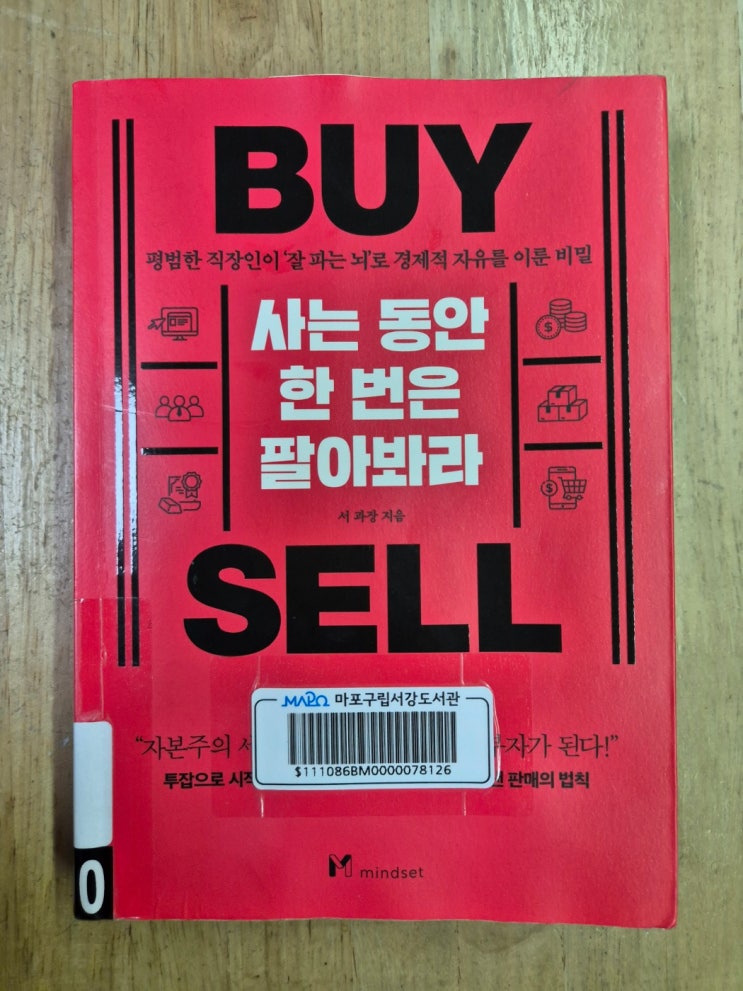 BUY
평범한 직장인이 '잘 파는 뇌'로 경제적 자유를 이룬 비밀
사는 동안
한 번은
팔아봐라
서 과장 지음
SELL
MAPO 마포구립서강도서관
$111086BM0000078126
"자본주의 자가 된다!"
투잡으로 시작 판매의 법칙
mindset
0